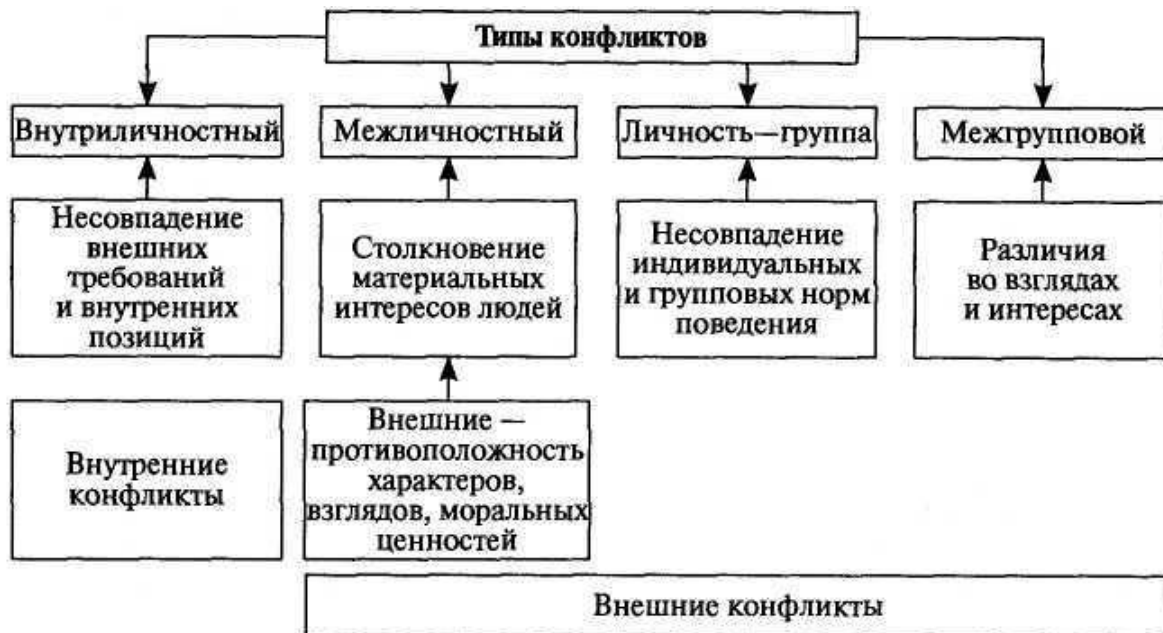 Типы конфликтов
Внутриличностный
Межличностный
Личность—группа
Межгрупповой
Несовпадение
внешних
требований
и внутренних
позиций
Столкновение
материальных
интересов людей
Несовпадение
индивидуальных
и групповых норм
поведения
Различия
во взглядах
и интересах
Внутренние
конфликты
Внешние —
противоположность
характеров,
взглядов, моральных
ценностей
Внешние конфликты